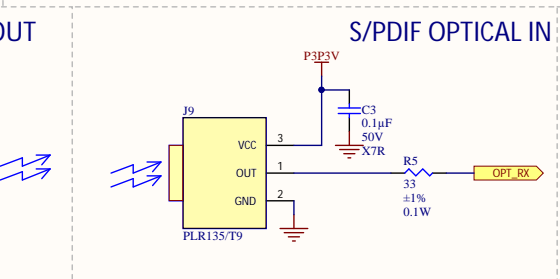 OUT
S/PDIF OPTICAL IN
P3P3V
C3
0.1µF
50V
X7R
J9
VCC
3
OUT
1
GND
2
PLR135/T9
R5
33
±1%
0.1W
OPT_RX